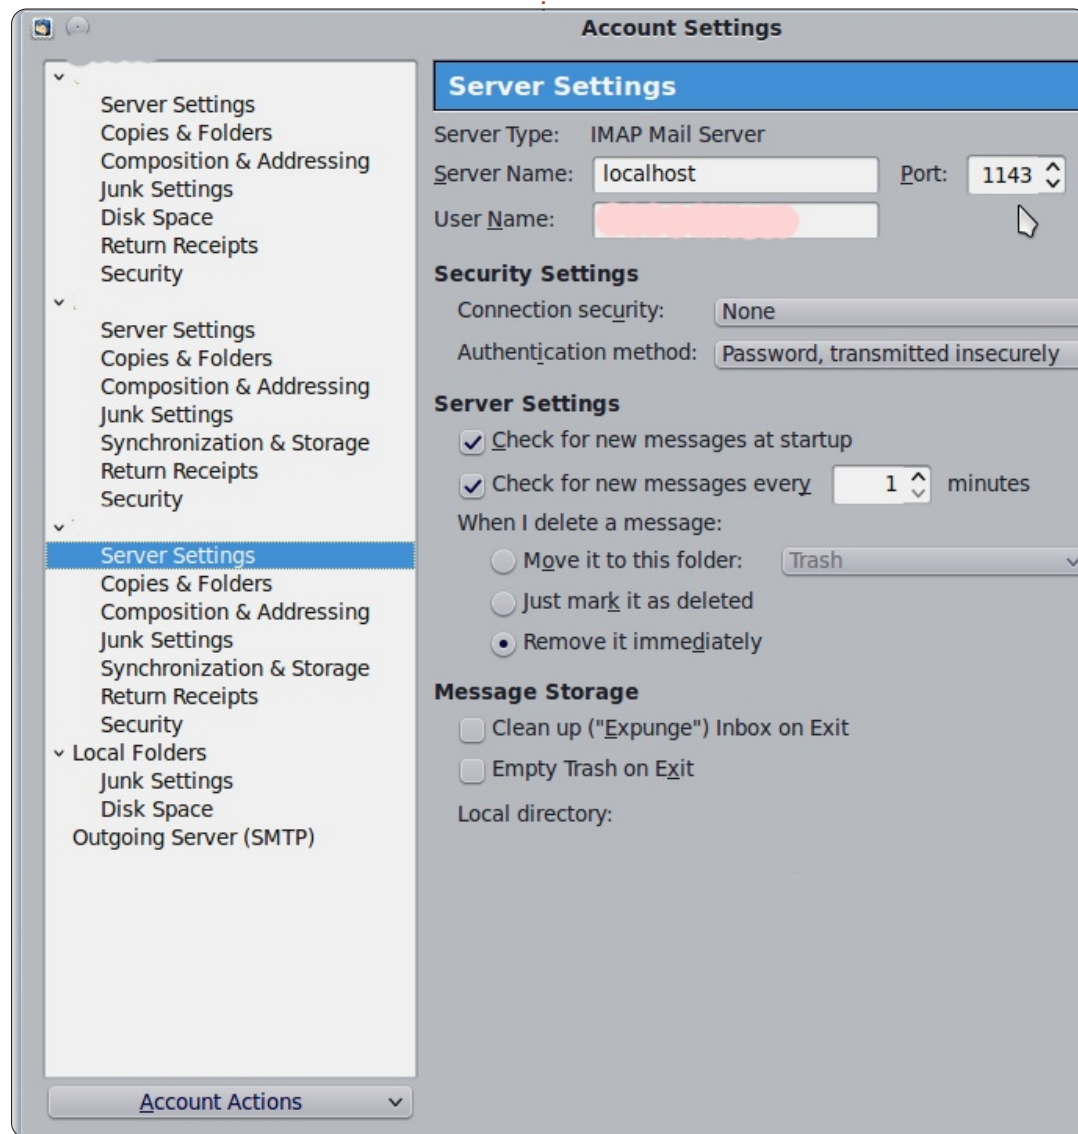 Account Settings
Server Settings
Copies & Folders
Composition & Addressing
Junk Settings
Disk Space
Return Receipts
Security
Server Settings
Copies & Folders
Composition & Addressing
Junk Settings
Synchronization & Storage
Return Receipts
Security
Server Settings
Copies & Folders
Composition & Addressing
Junk Settings
Synchronization & Storage
Return Receipts
Security
Local Folders
Junk Settings
Disk Space
Outgoing Server (SMTP)
Account Actions
Server Settings
Server Type: IMAP Mail Server
Server Name: localhost Port: 1143
User Name:
Security Settings
Connection security: None
Authentication method: Password, transmitted insecurely
Server Settings
Check for new messages at startup
Check for new messages every 1 minutes
When I delete a message:
Move it to this folder: Trash
Just mark it as deleted
Remove it immediately
Message Storage
Clean up ("Expunge") Inbox on Exit
Empty Trash on Exit
Local directory: